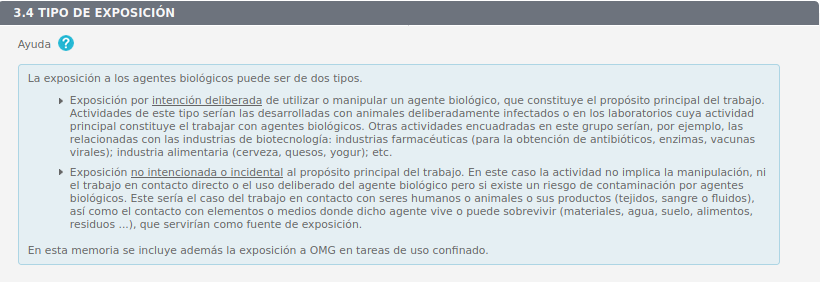 3.4 TIPO DE EXPOSICIÓN
Ayuda ?
La exposición a los agentes biológicos puede ser de dos tipos.
Exposición por intención deliberada de utilizar o manipular un agente biológico, que constituye el propósito principal del trabajo.
Actividades de este tipo serían las desarrolladas con animales deliberadamente infectados o en los laboratorios cuya actividad
principal constituye el trabajar con agentes biológicos. Otras actividades encuadradas en este grupo serían, por ejemplo, las
relacionadas con las industrias de biotecnología: industrias farmacéuticas (para la obtención de antibióticos, enzimas, vacunas
virales); industria alimentaria (cerveza, quesos, yogur); etc.
Exposición no intencionada o incidental al propósito principal del trabajo. En este caso la actividad no implica la manipulación, ni
el trabajo en contacto directo o el uso deliberado del agente biológico pero si existe un riesgo de contaminación por agentes
biológicos. Este sería el caso del trabajo en contacto con seres humanos o animales o sus productos (tejidos, sangre o fluidos),
así como el contacto con elementos o medios donde dicho agente vive o puede sobrevivir (materiales, agua, suelo, alimentos,
residuos ...), que servirían como fuente de exposición.
En esta memoria se incluye además la exposición a OMG en tareas de uso confinado.